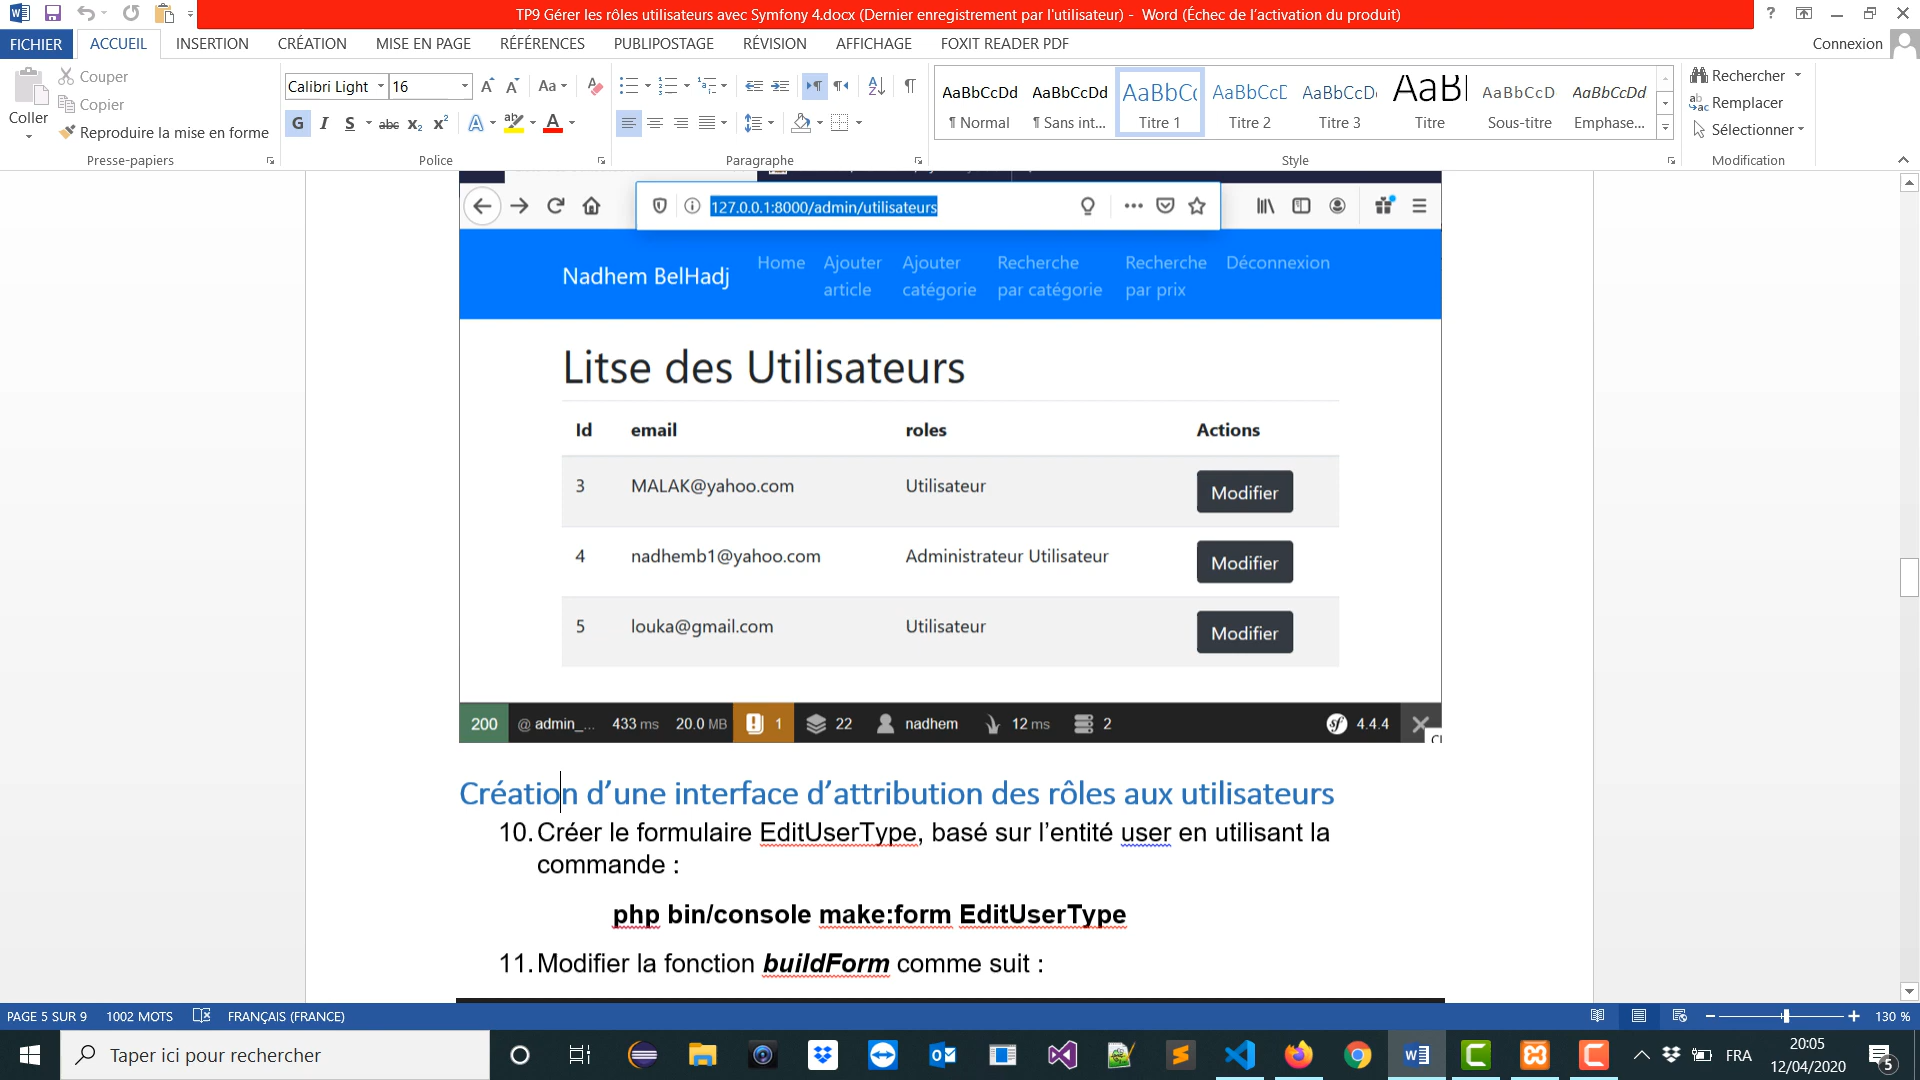 TP9 Gérer les rôles utilisateurs avec Symfony 4.docx (Dernier enregistrement par l'utilisateur) - Word (Échec de l'activation du produit)
FICHIER ACCUEIL INSERTION CRÉATION MISE EN PAGE RÉFÉRENCES PUBLIPOSTAGE RÉVISION AFFICHAGE FOXIT READER PDF Connexion
Coller
Couper
Copier
Reproduire la mise en forme
Presse-papiers
Calibri Light 16
G I S abc X₂ X² A ab A
Police
Paragraphe
AaBbCcDd AaBbCcDd AaBbCc AaBbCcE AaBbCcD AaBl AaBbCcD AaBbCcDd
¶ Normal ¶ Sans int... Titre 1 Titre 2 Titre 3 Titre Sous-titre Emphase...
Style
Rechercher
Remplacer
Sélectionner
Modification
127.0.0.1:8000/admin/utilisateurs
Nadhem BelHadj Home Ajouter article Ajouter catégorie Recherche par catégorie Recherche par prix Déconnexion
Litse des Utilisateurs
Id email roles Actions
3 MALAK@yahoo.com Utilisateur Modifier
4 nadhemb1@yahoo.com Administrateur Utilisateur Modifier
5 louka@gmail.com Utilisateur Modifier
200 @ admin_... 433 ms 20.0 MB 1 22 nadhem 12 ms 2 sf 4.4.4
Création d'une interface d'attribution des rôles aux utilisateurs
10. Créer le formulaire EditUserType, basé sur l'entité user en utilisant la
commande :
php bin/console make:form EditUserType
11. Modifier la fonction buildForm comme suit :
PAGE 5 SUR 9 1002 MOTS FRANÇAIS (FRANCE) 130 %
Taper ici pour rechercher
FRA
20:05
12/04/2020
5